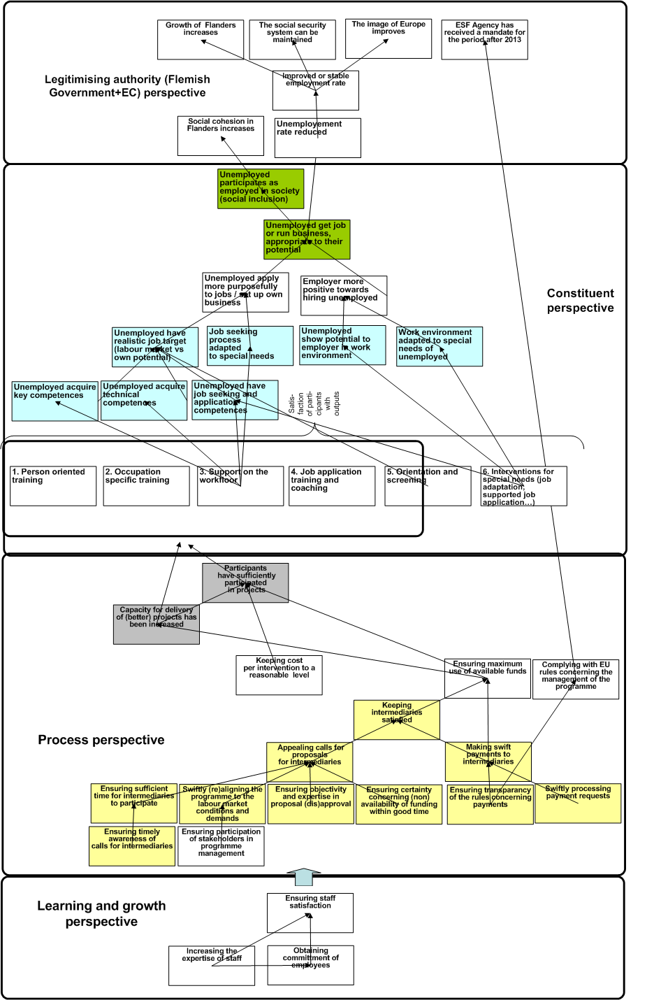 Growth of Flanders
increases
The social security
system can be
maintained
The image of Europe
improves
ESF Agency has
received a mandate for
the period after 2013
Legitimising authority (Flemish
Government+EC) perspective
Improved or stable
employment rate
Social cohesion in
Flanders increases
Unemployement
rate reduced
Unemployed
participates as
employed in society
(social inclusion)
Unemployed get job
or run business,
appropriate to their
potential
Unemployed apply
more purposefully
to jobs / set up own
business
Employer more
positive towards
hiring unemployed
Constituent
perspective
Unemployed have
realistic job target
(labour market vs
own potential)
Job seeking
process
adapted
to special needs
Unemployed
show potential to
employer in work
environment
Work environment
adapted to special
needs of
unemployed
Unemployed acquire
key competences
Unemployed acquire
technical
competences
Unemployed have
job seeking and
application
competences
Satis-
faction
of parti-
cipants
with
outputs
1. Person oriented
training
2. Occupation
specific training
3. Support on the
workfloor
4. Job application
training and
coaching
5. Orientation and
screening
6. Interventions for
special needs (job
adaptation,
supported job
application…)
Participants
have sufficiently
participated
in projects
Capacity for delivery
of (better) projects has
been increased
Keeping cost
per intervention to a
reasonable level
Ensuring maximum
use of available funds
Complying with EU
rules concerning the
management of the
programme
Keeping
intermediaries
satisfied
Process perspective
Appealing calls for
proposals
for intermediaries
Making swift
payments to
intermediaries
Ensuring sufficient
time for intermediaries
to participate
Swiftly (re)aligning the
programme to the
labour market
conditions and
demands
Ensuring objectivity
and expertise in
proposal (dis)approval
Ensuring certainty
concerning (non)
availability of funding
within good time
Ensuring transparancy
of the rules concerning
payments
Swiftly processing
payment requests
Ensuring timely
awareness of
calls for intermediaries
Ensuring participation
of stakeholders in
programme
management
Learning and growth
perspective
Ensuring staff
satisfaction
Increasing the
expertise of staff
Obtaining
committment of
employees